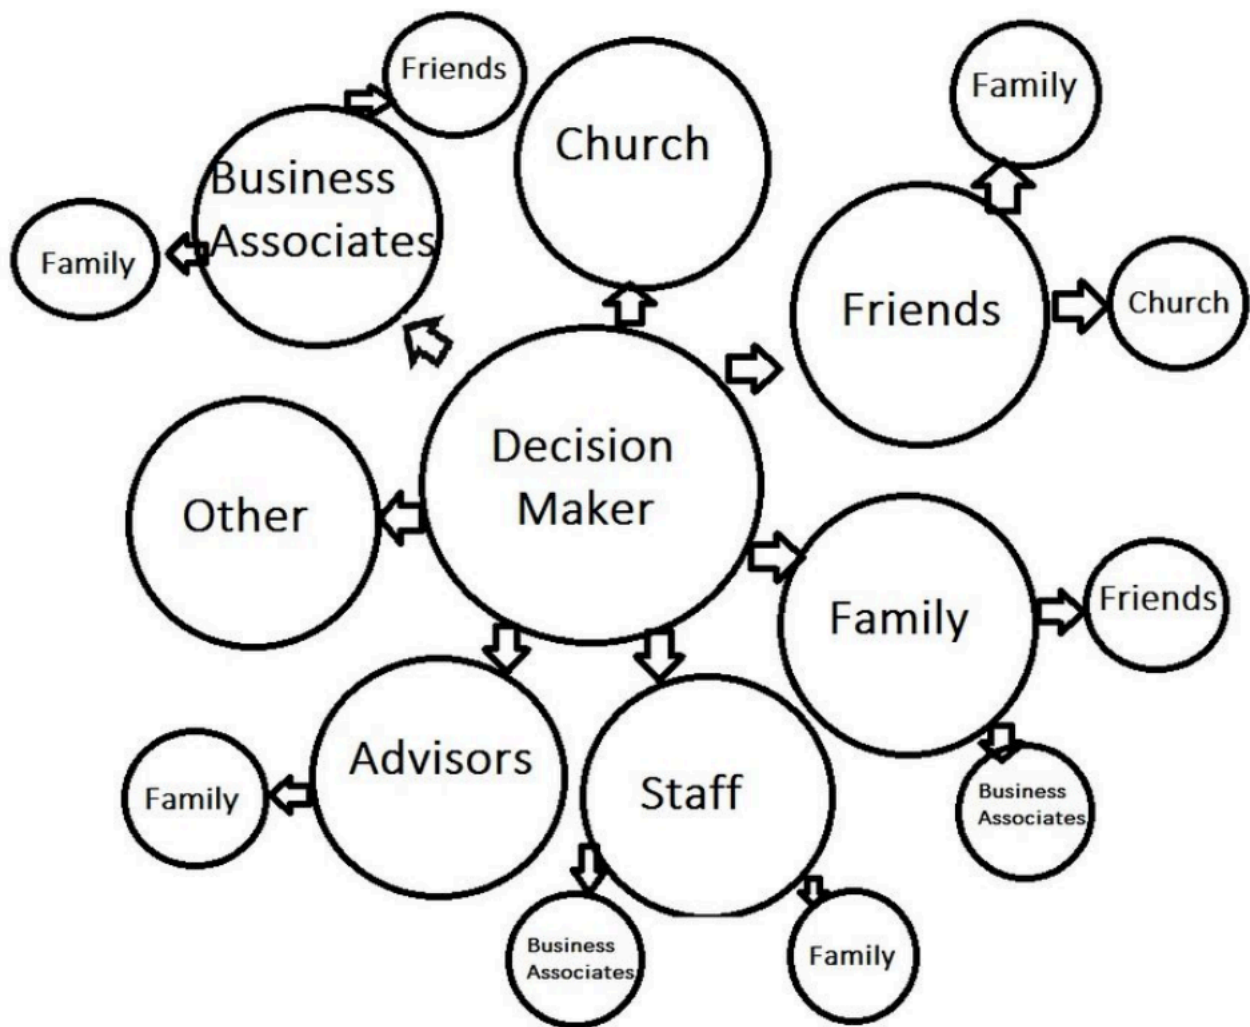 Friends
Family
Church
Business
Associates
Family
Friends
Church
Decision
Maker
Other
Family
Friends
Advisors
Staff
Family
Business
Associates
Business
Associates
Family